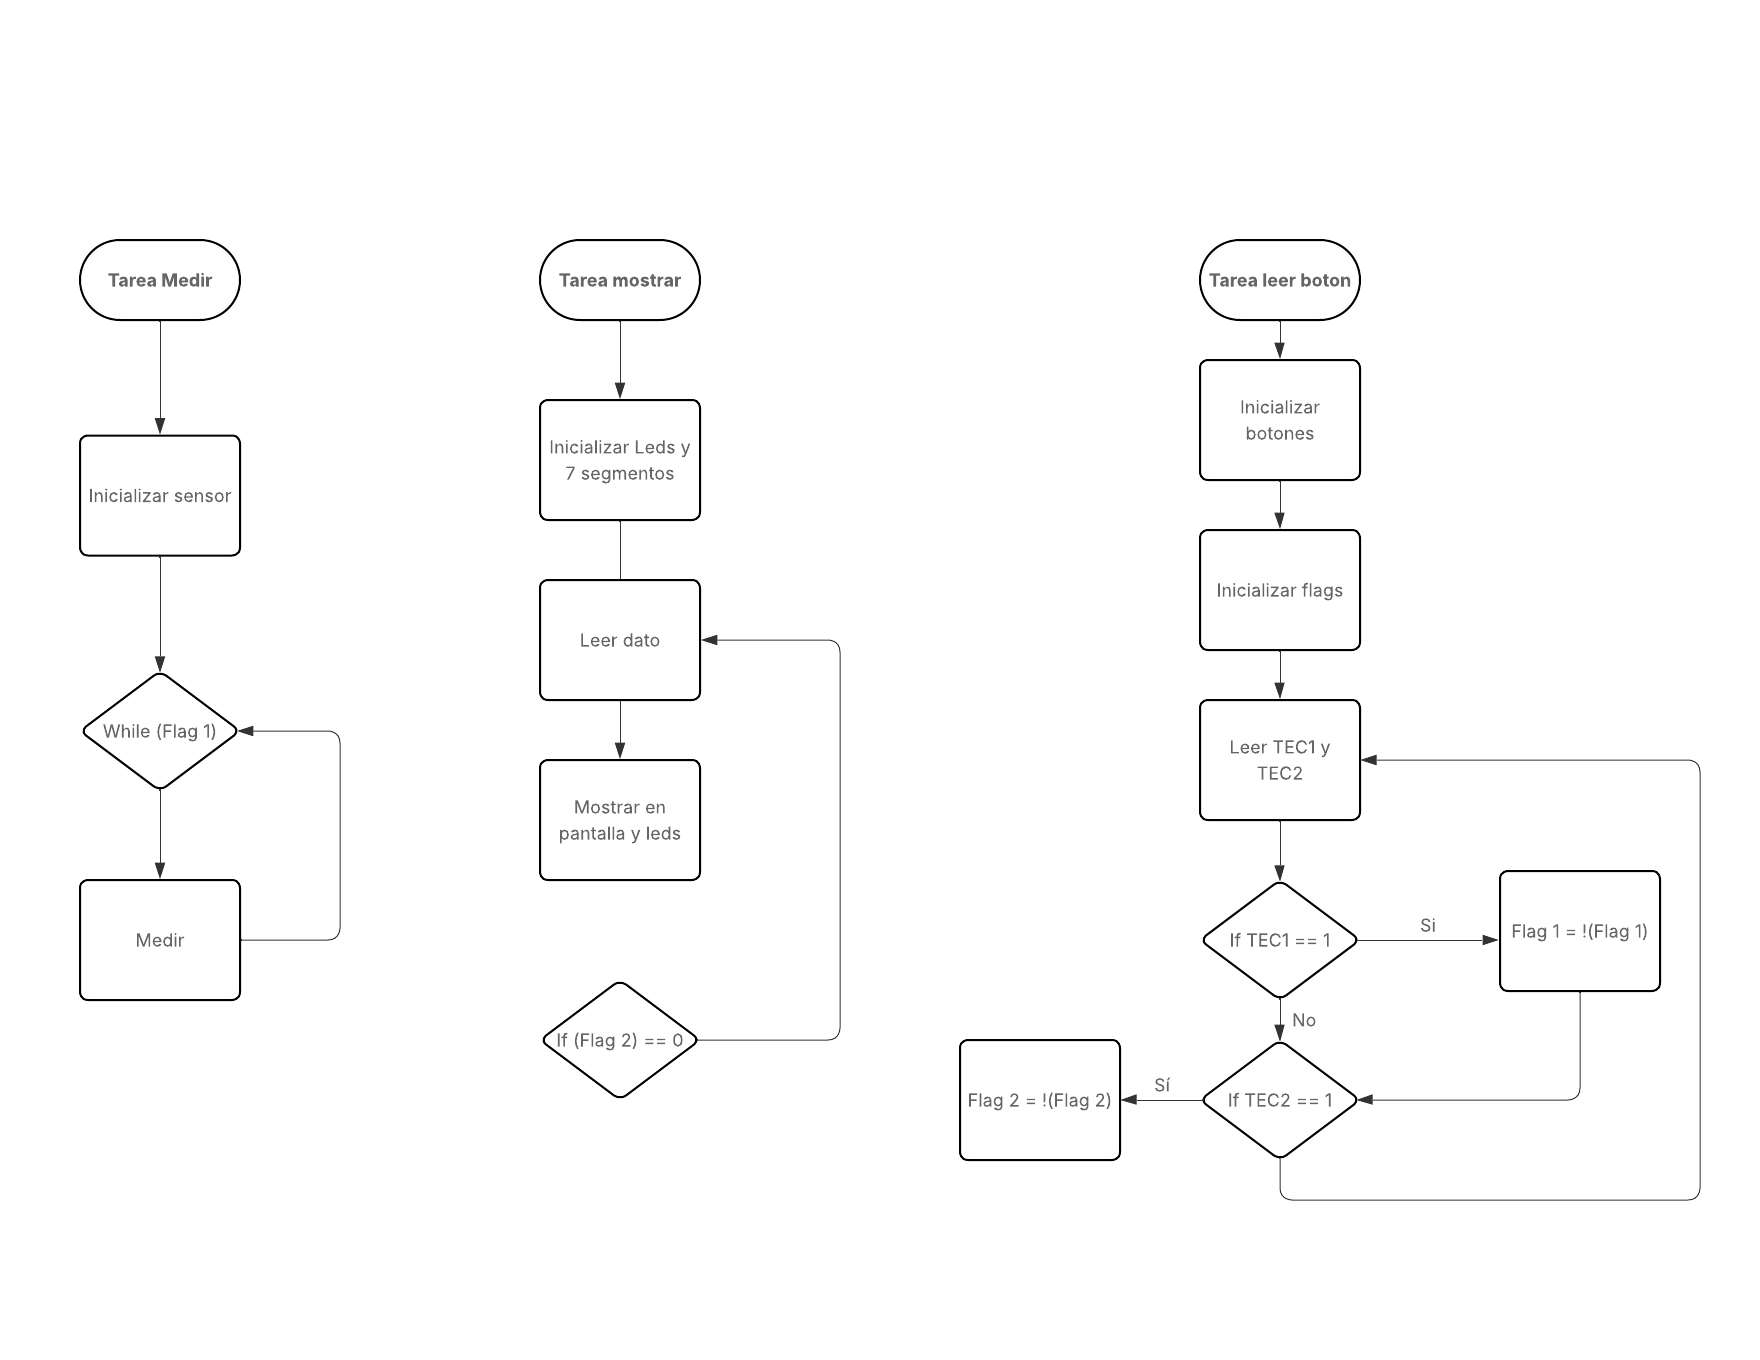 Tarea Medir
Inicializar sensor
While (Flag 1)
Medir
Tarea mostrar
Inicializar Leds y
7 segmentos
Leer dato
Mostrar en
pantalla y leds
If (Flag 2) == 0
Tarea leer boton
Inicializar
botones
Inicializar flags
Leer TEC1 y
TEC2
If TEC1 == 1
Si
Flag 1 = !(Flag 1)
No
If TEC2 == 1
Sí
Flag 2 = !(Flag 2)